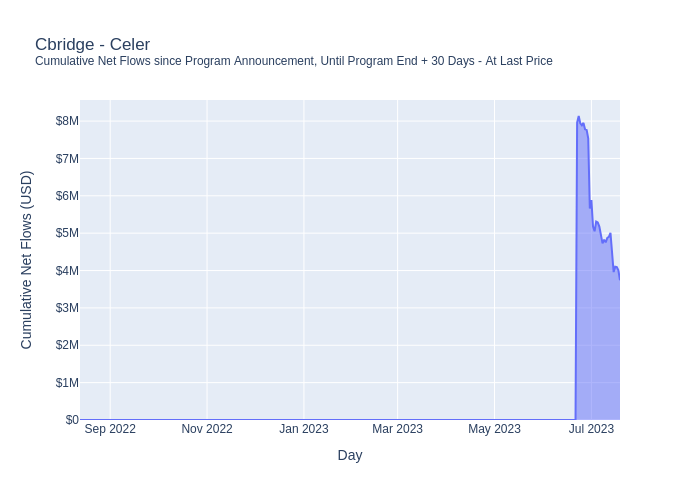 Cbridge - Celer
Cumulative Net Flows since Program Announcement, Until Program End + 30 Days - At Last Price
Cumulative Net Flows (USD)
$8M
$7M
$6M
$5M
$4M
$3M
$2M
$1M
$0
Sep 2022 Nov 2022 Jan 2023 Mar 2023 May 2023 Jul 2023
Day